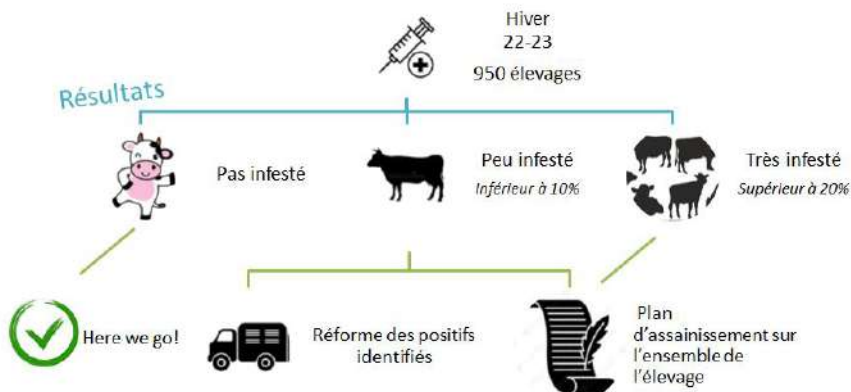 Hiver
22-23
950 élevages
Résultats
Pas infesté
Peu infesté
Inférieur à 10%
Très infesté
Supérieur à 20%
Here we go!
Réforme des positifs
identifiés
Plan
d'assainissement sur
l'ensemble de
l'élevage